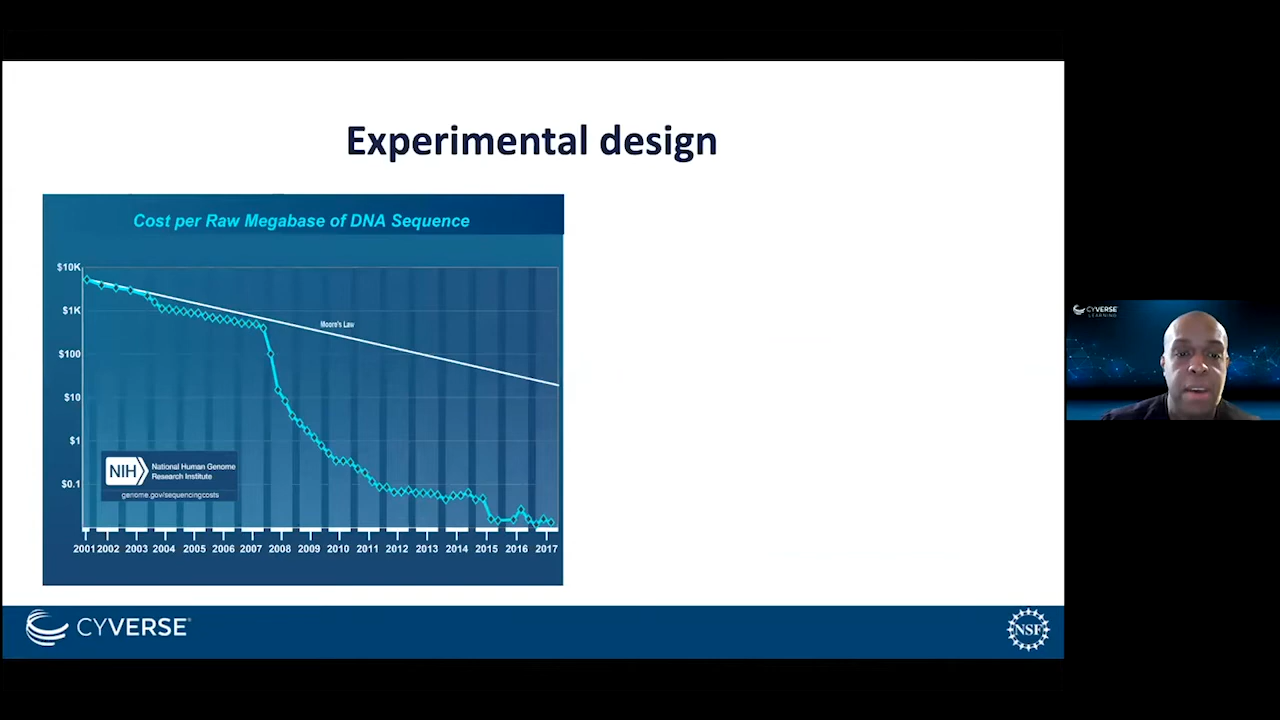 Experimental design
Cost per Raw Megabase of DNA Sequence
$10K
$1K
$100
$10
$1
$0.1
Moore's Law
NIH
National Human Genome
Research Institute
genome.gov/sequencingcosts
2001 2002 2003 2004 2005 2006 2007 2008 2009 2010 2011 2012 2013 2014 2015 2016 2017
CYVERSE®
NSF
CYVERSE
LEARNING